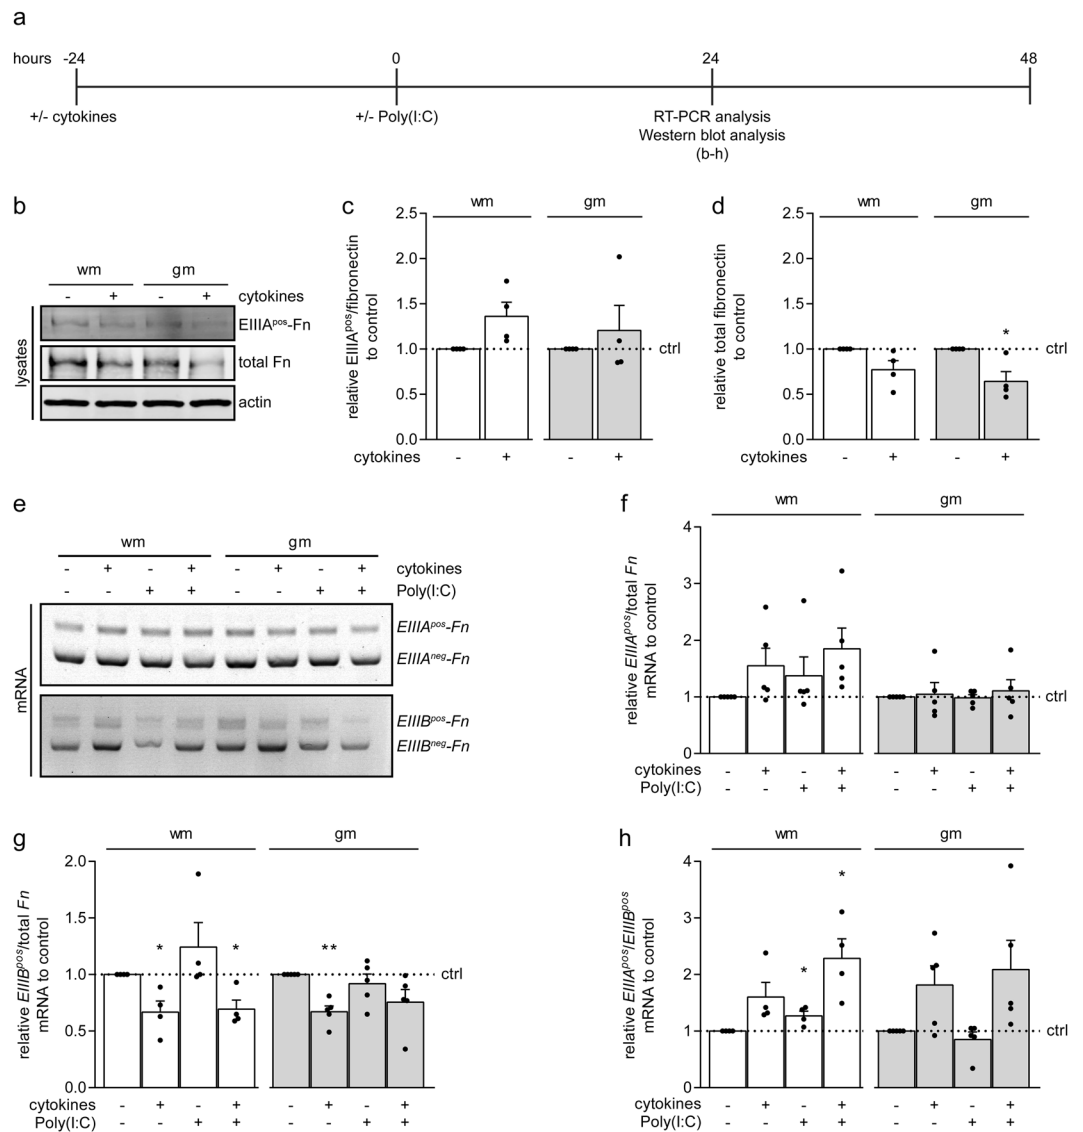 a
hours -24 0 24 48
+/- cytokines +/- Poly(I:C) RT-PCR analysis
Western blot analysis
(b-h)
b
wm gm
- + - + cytokines
lysates
EIIIApos-Fn
total Fn
actin
c
relative EIIIApos/fibronectin
to control
wm gm
2.5
2.0
1.5
1.0
0.5
0.0
ctrl
cytokines - + - +
d
relative total fibronectin
to control
wm gm
2.5
2.0
1.5
1.0
0.5
0.0
*
ctrl
cytokines - + - +
e
wm gm
- + - + - + - + cytokines
- - + + - - + + Poly(I:C)
mRNA
EIIIApos-Fn
EIIIAneg-Fn
EIIIBpos-Fn
EIIIBneg-Fn
f
relative EIIIApos/total Fn
mRNA to control
wm gm
4
3
2
1
0
ctrl
cytokines - + - + - + - +
Poly(I:C) - - + + - - + +
g
relative EIIIBpos/total Fn
mRNA to control
wm gm
2.0
1.5
1.0
0.5
0.0
* * **
ctrl
cytokines - + - + - + - +
Poly(I:C) - - + + - - + +
h
relative EIIIApos/EIIIBpos
mRNA to control
wm gm
4
3
2
1
0
* *
ctrl
cytokines - + - + - + - +
Poly(I:C) - - + + - - + +